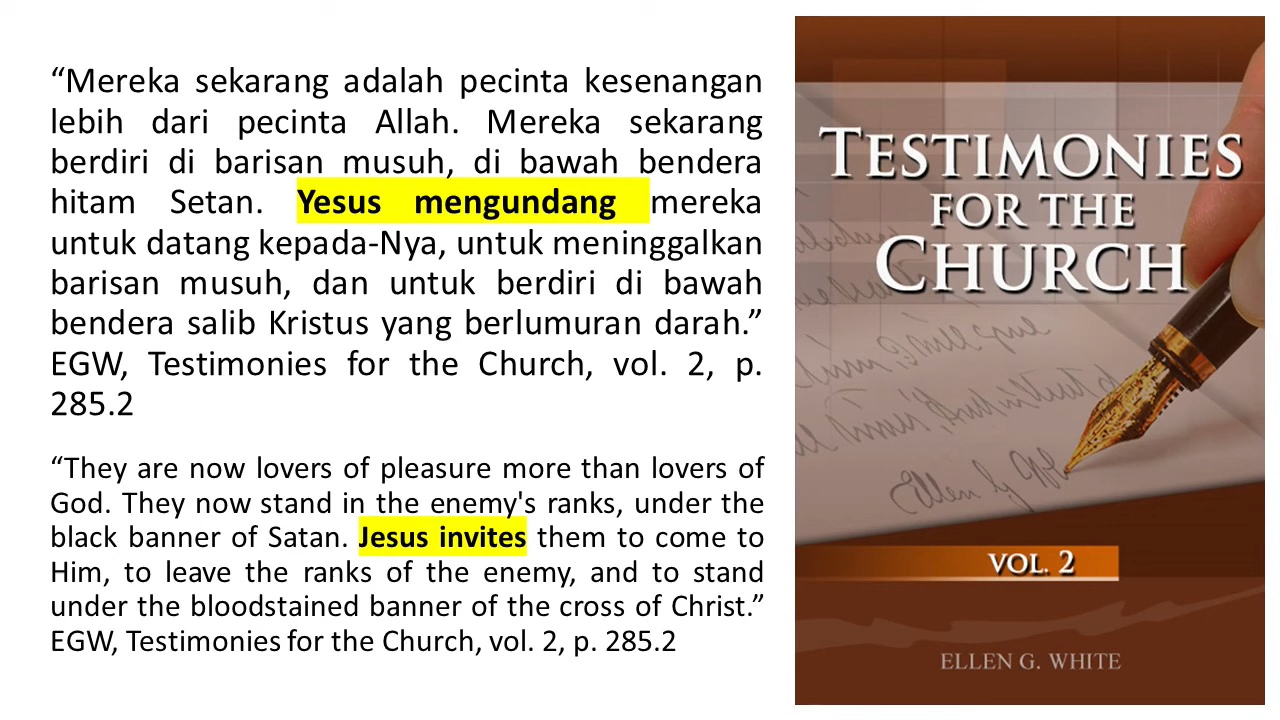 “Mereka sekarang adalah pecinta kesenangan
lebih dari pecinta Allah. Mereka sekarang
berdiri di barisan musuh, di bawah bendera
hitam Setan. Yesus mengundang mereka
untuk datang kepada-Nya, untuk meninggalkan
barisan musuh, dan untuk berdiri di bawah
bendera salib Kristus yang berlumuran darah.”
EGW, Testimonies for the Church, vol. 2, p.
285.2
“They are now lovers of pleasure more than lovers of
God. They now stand in the enemy's ranks, under the
black banner of Satan. Jesus invites them to come to
Him, to leave the ranks of the enemy, and to stand
under the bloodstained banner of the cross of Christ.”
EGW, Testimonies for the Church, vol. 2, p. 285.2
TESTIMONIES
FOR THE
CHURCH
VOL. 2
ELLEN G. WHITE